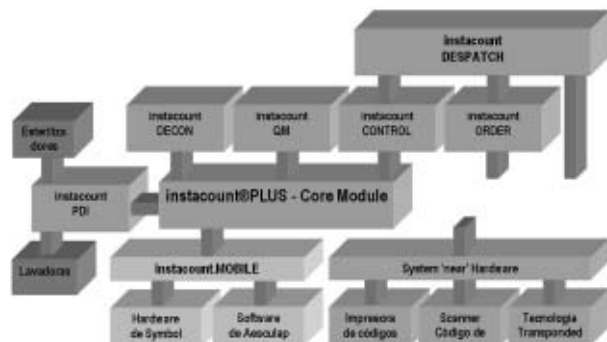 instacount
DESPATCH
Esteriliza
dores
instacount
DECON
instacount
QM
instacount
CONTROL
instacount
ORDER
instacount
PDI
instacount®PLUS - Core Module
Lavadoras
instacount.MOBILE
System 'near' Hardware
Hardware
de Symbol
Software
de Aesculap
Impresora
de códigos
Scanner
Código de
Tecnología
Transponded